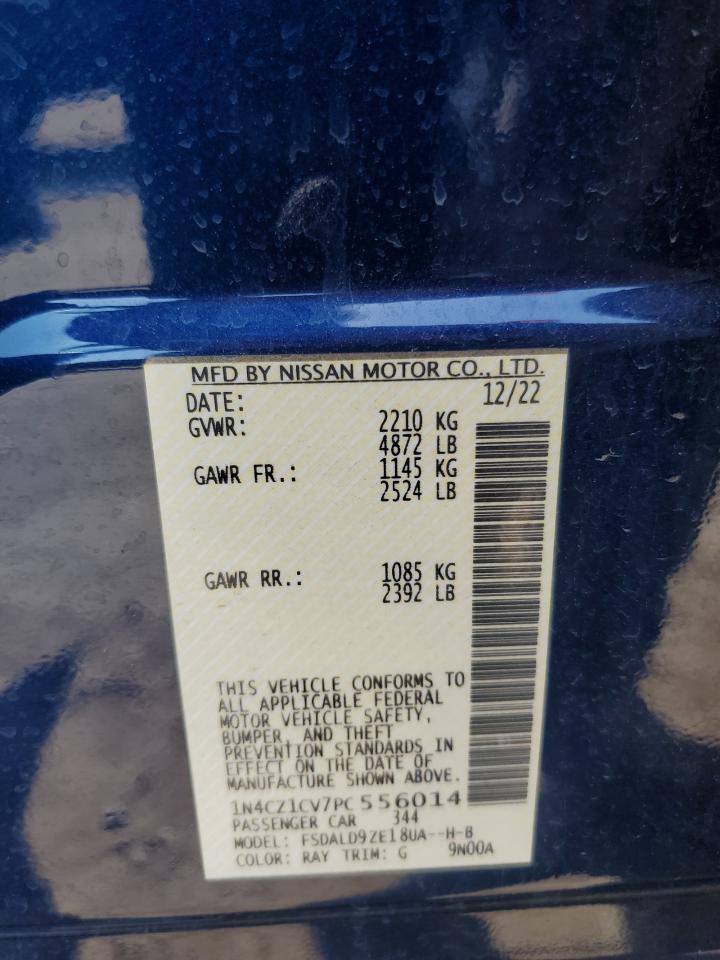 MFD BY NISSAN MOTOR CO., LTD.
DATE: 12/22
GVWR: 2210 KG
4872 LB
GAWR FR.: 1145 KG
2524 LB
GAWR RR.: 1085 KG
2392 LB
THIS VEHICLE CONFORMS TO
ALL APPLICABLE FEDERAL
MOTOR VEHICLE SAFETY,
BUMPER, AND THEFT
PREVENTION STANDARDS IN
EFFECT ON THE DATE OF
MANUFACTURE SHOWN ABOVE.
1N4CZ1CV7PC556014
PASSENGER CAR 344
MODEL: FSDALD9ZE18UA--H-B
COLOR: RAY TRIM: G 9N00A